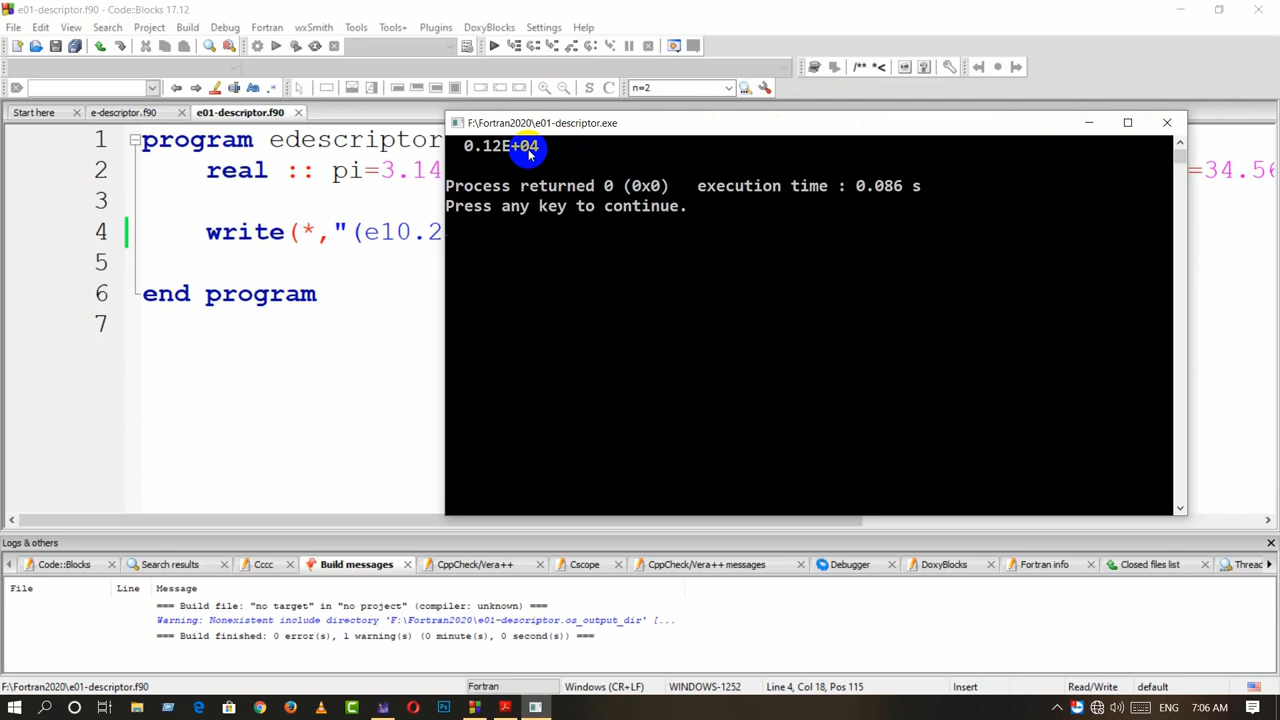 e01-descriptor.f90 - Code::Blocks 17.12
File Edit View Search Project Build Debug Fortran wxSmith Tools Tools+ Plugins DoxyBlocks Settings Help
/** *< 
S C n=2
Start here e-descriptor.f90 e01-descriptor.f90
F:\Fortran2020\e01-descriptor.exe
0.12E+04
Process returned 0 (0x0) execution time : 0.086 s
Press any key to continue.
1 program edescriptor
2 real :: pi=3.14 =34.56
3
4 write(*,"(e10.2
5
6 end program
7
Logs & others
Code::Blocks Search results Cccc Build messages CppCheck/Vera++ Cscope CppCheck/Vera++ messages Debugger DoxyBlocks Fortran info Closed files list Threa
File Line Message
=== Build file: "no target" in "no project" (compiler: unknown) ===
Warning: Nonexistent include directory 'F:\Fortran2020\e01-descriptor.os_output_dir' [...
=== Build finished: 0 error(s), 1 warning(s) (0 minute(s), 0 second(s)) ===
F:\Fortran2020\e01-descriptor.f90 Fortran Windows (CR+LF) WINDOWS-1252 Line 4, Col 18, Pos 115 Insert Read/Write default
ENG 7:06 AM